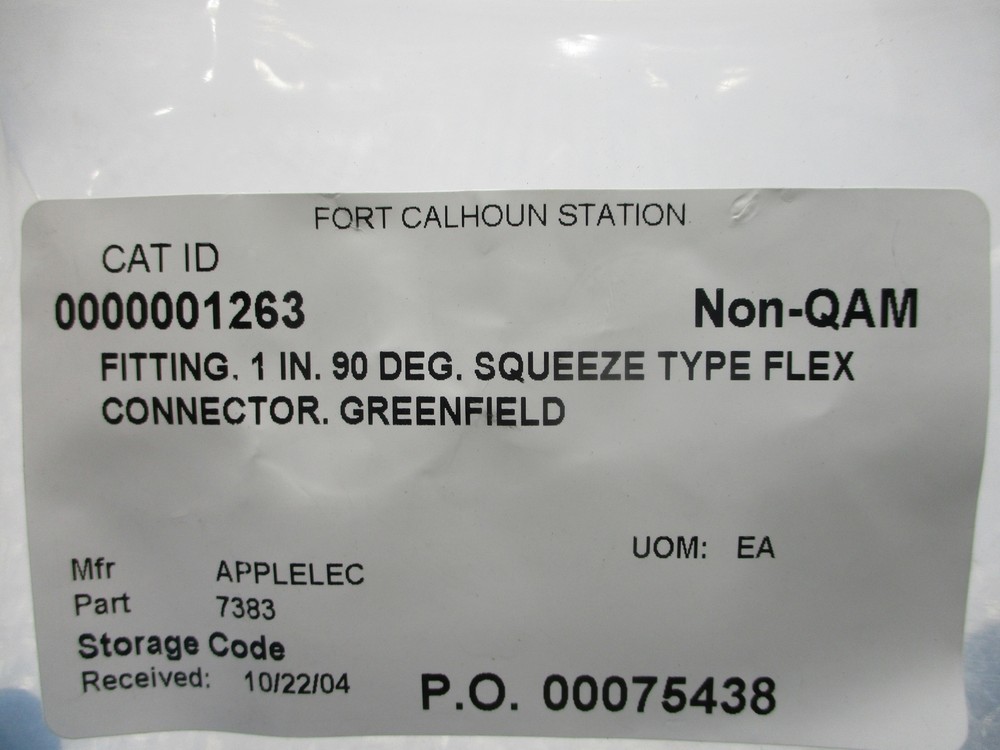 FORT CALHOUN STATION
CAT ID
0000001263 Non-QAM
FITTING. 1 IN. 90 DEG. SQUEEZE TYPE FLEX
CONNECTOR. GREENFIELD
UOM: EA
Mfr APPLELEC
Part 7383
Storage Code
Received: 10/22/04 P.O. 00075438